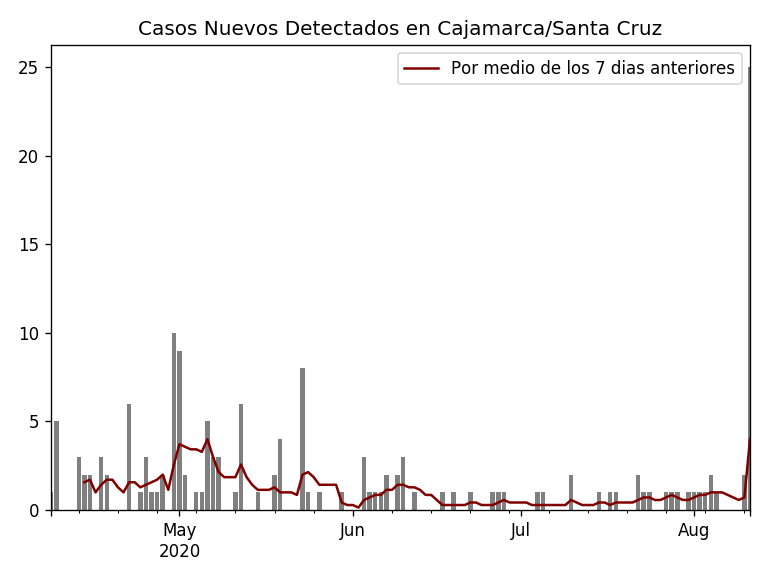 Casos Nuevos Detectados en Cajamarca/Santa Cruz
Por medio de los 7 dias anteriores
25
20
15
10
5
0
May
2020
Jun
Jul
Aug